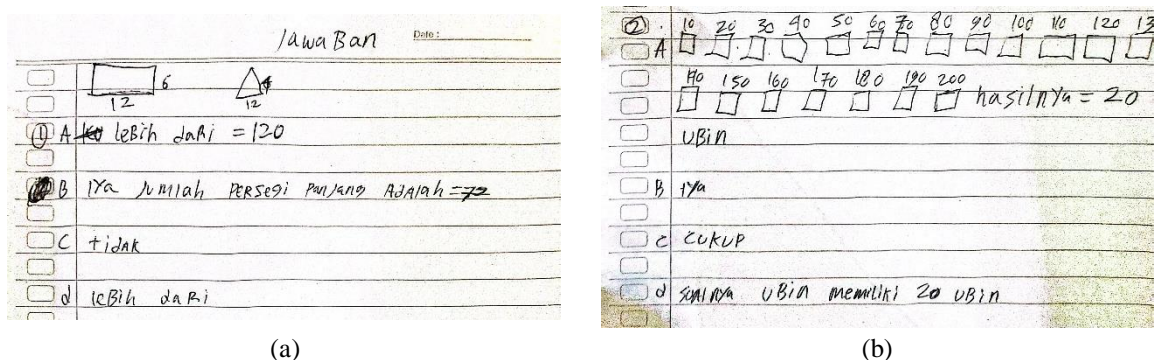 Jawaban Date :
6
12
4
12
① A lebih dari = 120
B iya jumlah persegi panjang adalah = 72
C tidak
d lebih dari
(a)
② . 10 20 30 40 50 60 70 80 90 100 110 120 13
A
140 150 160 170 180 190 200
hasilnya = 20
ubin
B iya
c cukup
d ubin memiliki 20 ubin
(b)